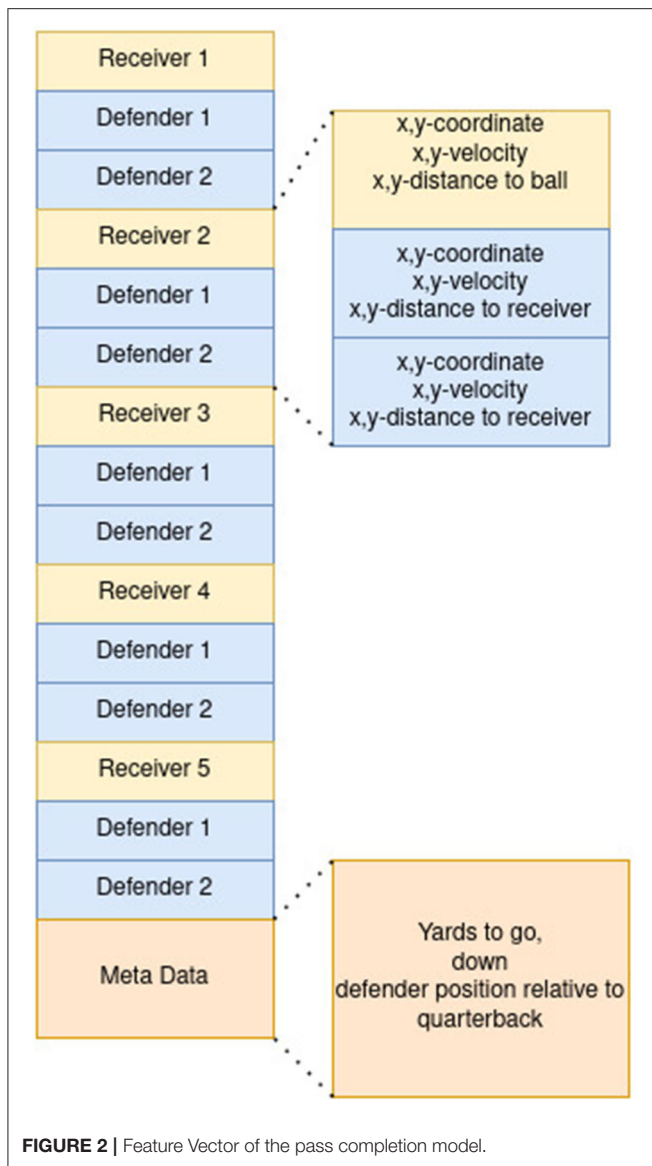 Receiver 1
Defender 1
Defender 2
Receiver 2
Defender 1
Defender 2
Receiver 3
Defender 1
Defender 2
Receiver 4
Defender 1
Defender 2
Receiver 5
Defender 1
Defender 2
Meta Data
x,y-coordinate
x,y-velocity
x,y-distance to ball
x,y-coordinate
x,y-velocity
x,y-distance to receiver
x,y-coordinate
x,y-velocity
x,y-distance to receiver
Yards to go,
down
defender position relative to
quarterback
FIGURE 2 | Feature Vector of the pass completion model.